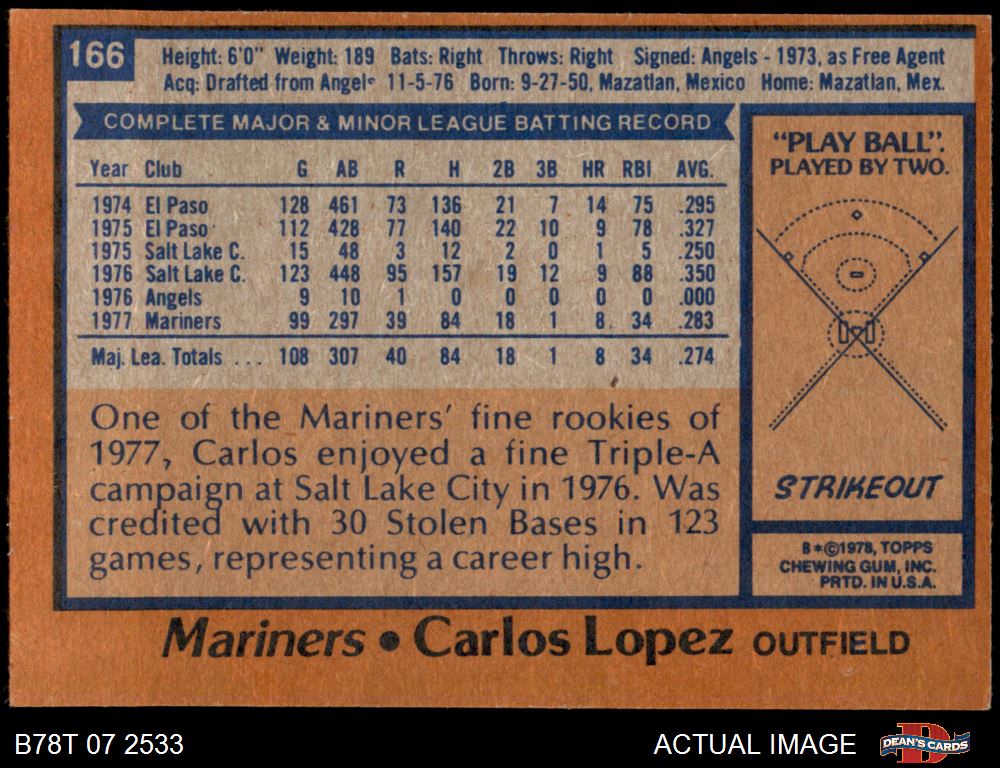 166
Height: 6'0" Weight: 189 Bats: Right Throws: Right Signed: Angels - 1973, as Free Agent
Acq: Drafted from Angels 11-5-76 Born: 9-27-50, Mazatlan, Mexico Home: Mazatlan, Mex.
COMPLETE MAJOR & MINOR LEAGUE BATTING RECORD
Year Club G AB R H 2B 3B HR RBI AVG.
1974 El Paso 128 461 73 136 21 7 14 75 .295
1975 El Paso 112 428 77 140 22 10 9 78 .327
1975 Salt Lake C. 15 48 3 12 2 0 1 5 .250
1976 Salt Lake C. 123 448 95 157 19 12 9 88 .350
1976 Angels 9 10 1 0 0 0 0 0 .000
1977 Mariners 99 297 39 84 18 1 8 34 .283
Maj. Lea. Totals ... 108 307 40 84 18 1 8 34 .274
One of the Mariners' fine rookies of
1977, Carlos enjoyed a fine Triple-A
campaign at Salt Lake City in 1976. Was
credited with 30 Stolen Bases in 123
games, representing a career high.
"PLAY BALL".
PLAYED BY TWO.
STRIKEOUT
B*©1978, TOPPS
CHEWING GUM, INC.
PRTD. IN U.S.A.
Mariners • Carlos Lopez OUTFIELD
B78T 07 2533
ACTUAL IMAGE
DEAN'S CARDS